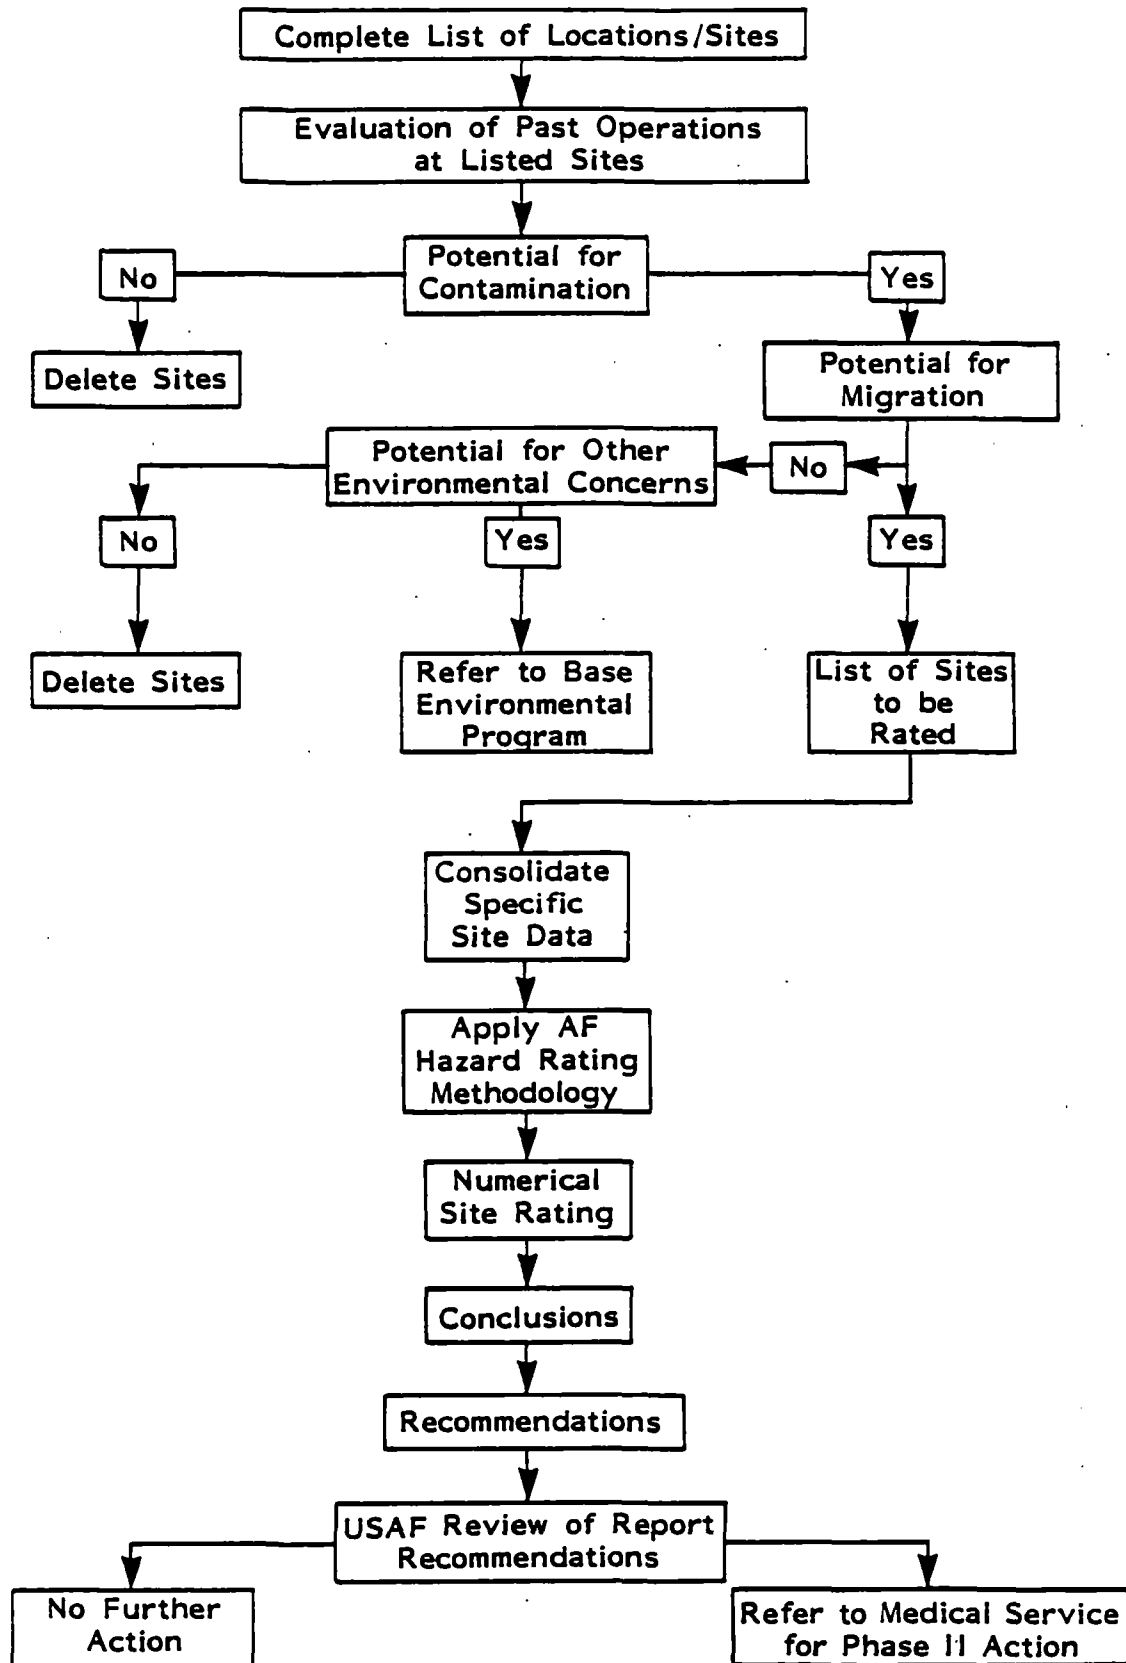 Complete List of Locations/Sites
Evaluation of Past Operations
at Listed Sites
Potential for
Contamination
No
Yes
Delete Sites
Potential for
Migration
Potential for Other
Environmental Concerns
No
No
Yes
Yes
Delete Sites
Refer to Base
Environmental
Program
List of Sites
to be
Rated
Consolidate
Specific
Site Data
Apply AF
Hazard Rating
Methodology
Numerical
Site Rating
Conclusions
Recommendations
USAF Review of Report
Recommendations
No Further
Action
Refer to Medical Service
for Phase II Action